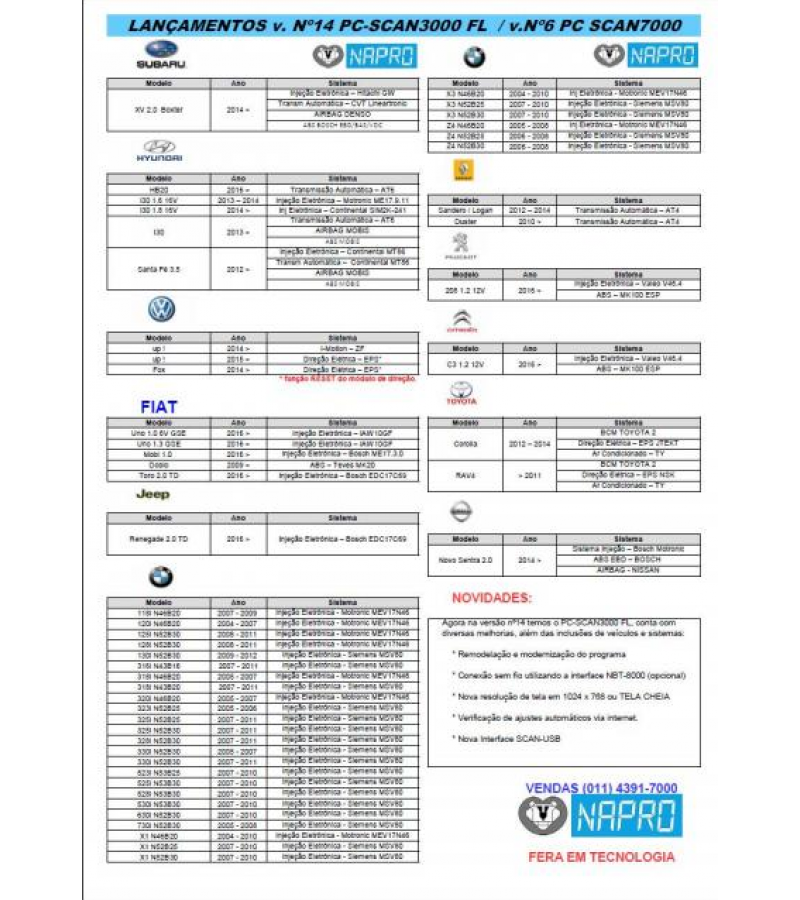 LANÇAMENTOS v. Nº14 PC-SCAN3000 FL / v.Nº6 PC SCAN7000
SUBARU
NAPRO
Modelo Ano Sistema
XV 2.0 Boxter 2014 >
Injeção Eletrônica – Hitachi GW
Transm Automática – CVT Lineartronic
AIRBAG DENSO
HYUNDAI
Modelo Ano Sistema
HB20 2016 > Transmissão Automática – AT6
I30 1.6 16V 2013 – 2014 Injeção Eletrônica – Motronic ME17.9.11
I30 1.8 16V 2014 > Inj Eletrônica – Continental SIM2K-241
I30 2013 >
Transmissão Automática – AT6
AIRBAG MOBIS
ABS MOBIS
Santa Fé 3.5 2012 >
Injeção Eletrônica – Continental
Transm Automática – Continental
AIRBAG MOBIS
ABS MOBIS
Modelo Ano Sistema
up ! 2014 > I-Motion – ZF
up ! 2015 > Direção Elétrica – EPS*
Fox 2014 > Direção Elétrica – EPS*
* função RESET do módulo de direção.
FIAT
Modelo Ano Sistema
Uno 1.0 6V GSE 2016 > Injeção Eletrônica – IAW10GF
Uno 1.3 GSE 2016 > Injeção Eletrônica – IAW10GF
Mobi 1.0 2016 > Injeção Eletrônica – Bosch ME17.3.0
Doblo 2009 > ABS – Teves MK20
Toro 2.0 TD 2016 > Injeção Eletrônica – Bosch EDC17C69
Jeep
Modelo Ano Sistema
Renegade 2.0 TD 2016 > Injeção Eletrônica – Bosch EDC17C69
Modelo Ano Sistema
118I N46B20 2007 - 2009 Injeção Eletrônica - Motronic MEV17N46
120I N46B20 2004 - 2007 Injeção Eletrônica - Motronic MEV17N46
125I N52B30 2008 - 2011 Injeção Eletrônica - Motronic MEV17N46
2008 - 2011 Injeção Eletrônica - Motronic MEV17N46
130I N52B30 2009 - 2012 Injeção Eletrônica - Siemens MSV80
316I 2007 - 2011 Injeção Eletrônica - Siemens MSV80
318I N46B20 2005 - 2007 Injeção Eletrônica - Motronic MEV17N46
318I N43B20 2007 - 2011 Injeção Eletrônica - Siemens MSV80
320I N46B20 2005 - 2007 Injeção Eletrônica - Motronic MEV17N46
323I N52B25 Injeção Eletrônica - Siemens MSV80
325I N52B25 2007 - 2011 Injeção Eletrônica - Siemens MSV80
325I N52B30 2007 - 2011 Injeção Eletrônica - Siemens MSV80
325I N53B30 2007 - 2011 Injeção Eletrônica - Siemens MSV80
330I N52B30 Injeção Eletrônica - Siemens MSV80
330I N53B30 2007 - 2011 Injeção Eletrônica - Siemens MSV80
523I N53B25 2007 - 2010 Injeção Eletrônica - Siemens MSV80
525I N53B30 2007 - 2010 Injeção Eletrônica - Siemens MSV80
N53B30 2007 - 2010 Injeção Eletrônica - Siemens MSV80
530I N53B30 2007 - 2010 Injeção Eletrônica - Siemens MSV80
630I N52B30 2007 - 2010 Injeção Eletrônica - Siemens MSV80
730I N52B30 2005 - 2008 Injeção Eletrônica - Siemens MSV80
X1 N46B20 2004 - 2010 Injeção Eletrônica - Motronic MEV17N46
X1 N52B25 2007 - 2010 Injeção Eletrônica - Siemens MSV80
X1 N52B30 2007 - 2010 Injeção Eletrônica - Siemens MSV80
NAPRO
Modelo Ano Sistema
X3 N46B20 2004 - 2010 Inj Eletrônica - Motronic MEV17N46
X3 N52B25 2007 - 2010 Injeção Eletrônica - Siemens MSV80
X3 N52B30 2007 - 2010 Injeção Eletrônica - Siemens MSV80
Z4 N46B20 2005 - 2008 Inj Eletrônica - Motronic MEV17N46
Z4 N52B25 2006 - 2008 Injeção Eletrônica - Siemens MSV80
Z4 N52B30 2006 - 2008 Injeção Eletrônica - Siemens MSV80
Modelo Ano Sistema
Sandero / Logan 2012 – 2014 Transmissão Automática – AT4
Duster 2010 > Transmissão Automática – AT4
PEUGEOT
Modelo Ano Sistema
208 1.2 12V 2016 >
Injeção Eletrônica – Valeo V46.4
ABS – MK100 ESP
CITROËN
Modelo Ano Sistema
C3 1.2 12V 2016 >
Injeção Eletrônica – Valeo V46.4
ABS – MK100 ESP
TOYOTA
Modelo Ano Sistema
Corolla 2012 – 2014
BCM TOYOTA 2
Direção Elétrica – EPS JTEKT
Ar Condicionado – TY
RAV4 > 2011
BCM TOYOTA 2
Direção Elétrica – EPS NSK
Ar Condicionado – TY
Modelo Ano Sistema
Novo Sentra 2.0 2014 >
Sistema Injeção – Bosch Motronic
ABS EBD – BOSCH
AIRBAG - NISSAN
NOVIDADES:
Agora na versão nº14 temos o PC-SCAN3000 FL, conta com
diversas melhorias, além das inclusões de veículos e sistemas:
* Remodelação e modernização do programa
* Conexão sem fio utilizando a interface NBT-8000 (opcional)
* Nova resolução de tela em 1024 x 768 ou TELA CHEIA
* Verificação de ajustes automáticos via internet.
* Nova Interface SCAN-USB
VENDAS (011) 4391-7000
NAPRO
FERA EM TECNOLOGIA